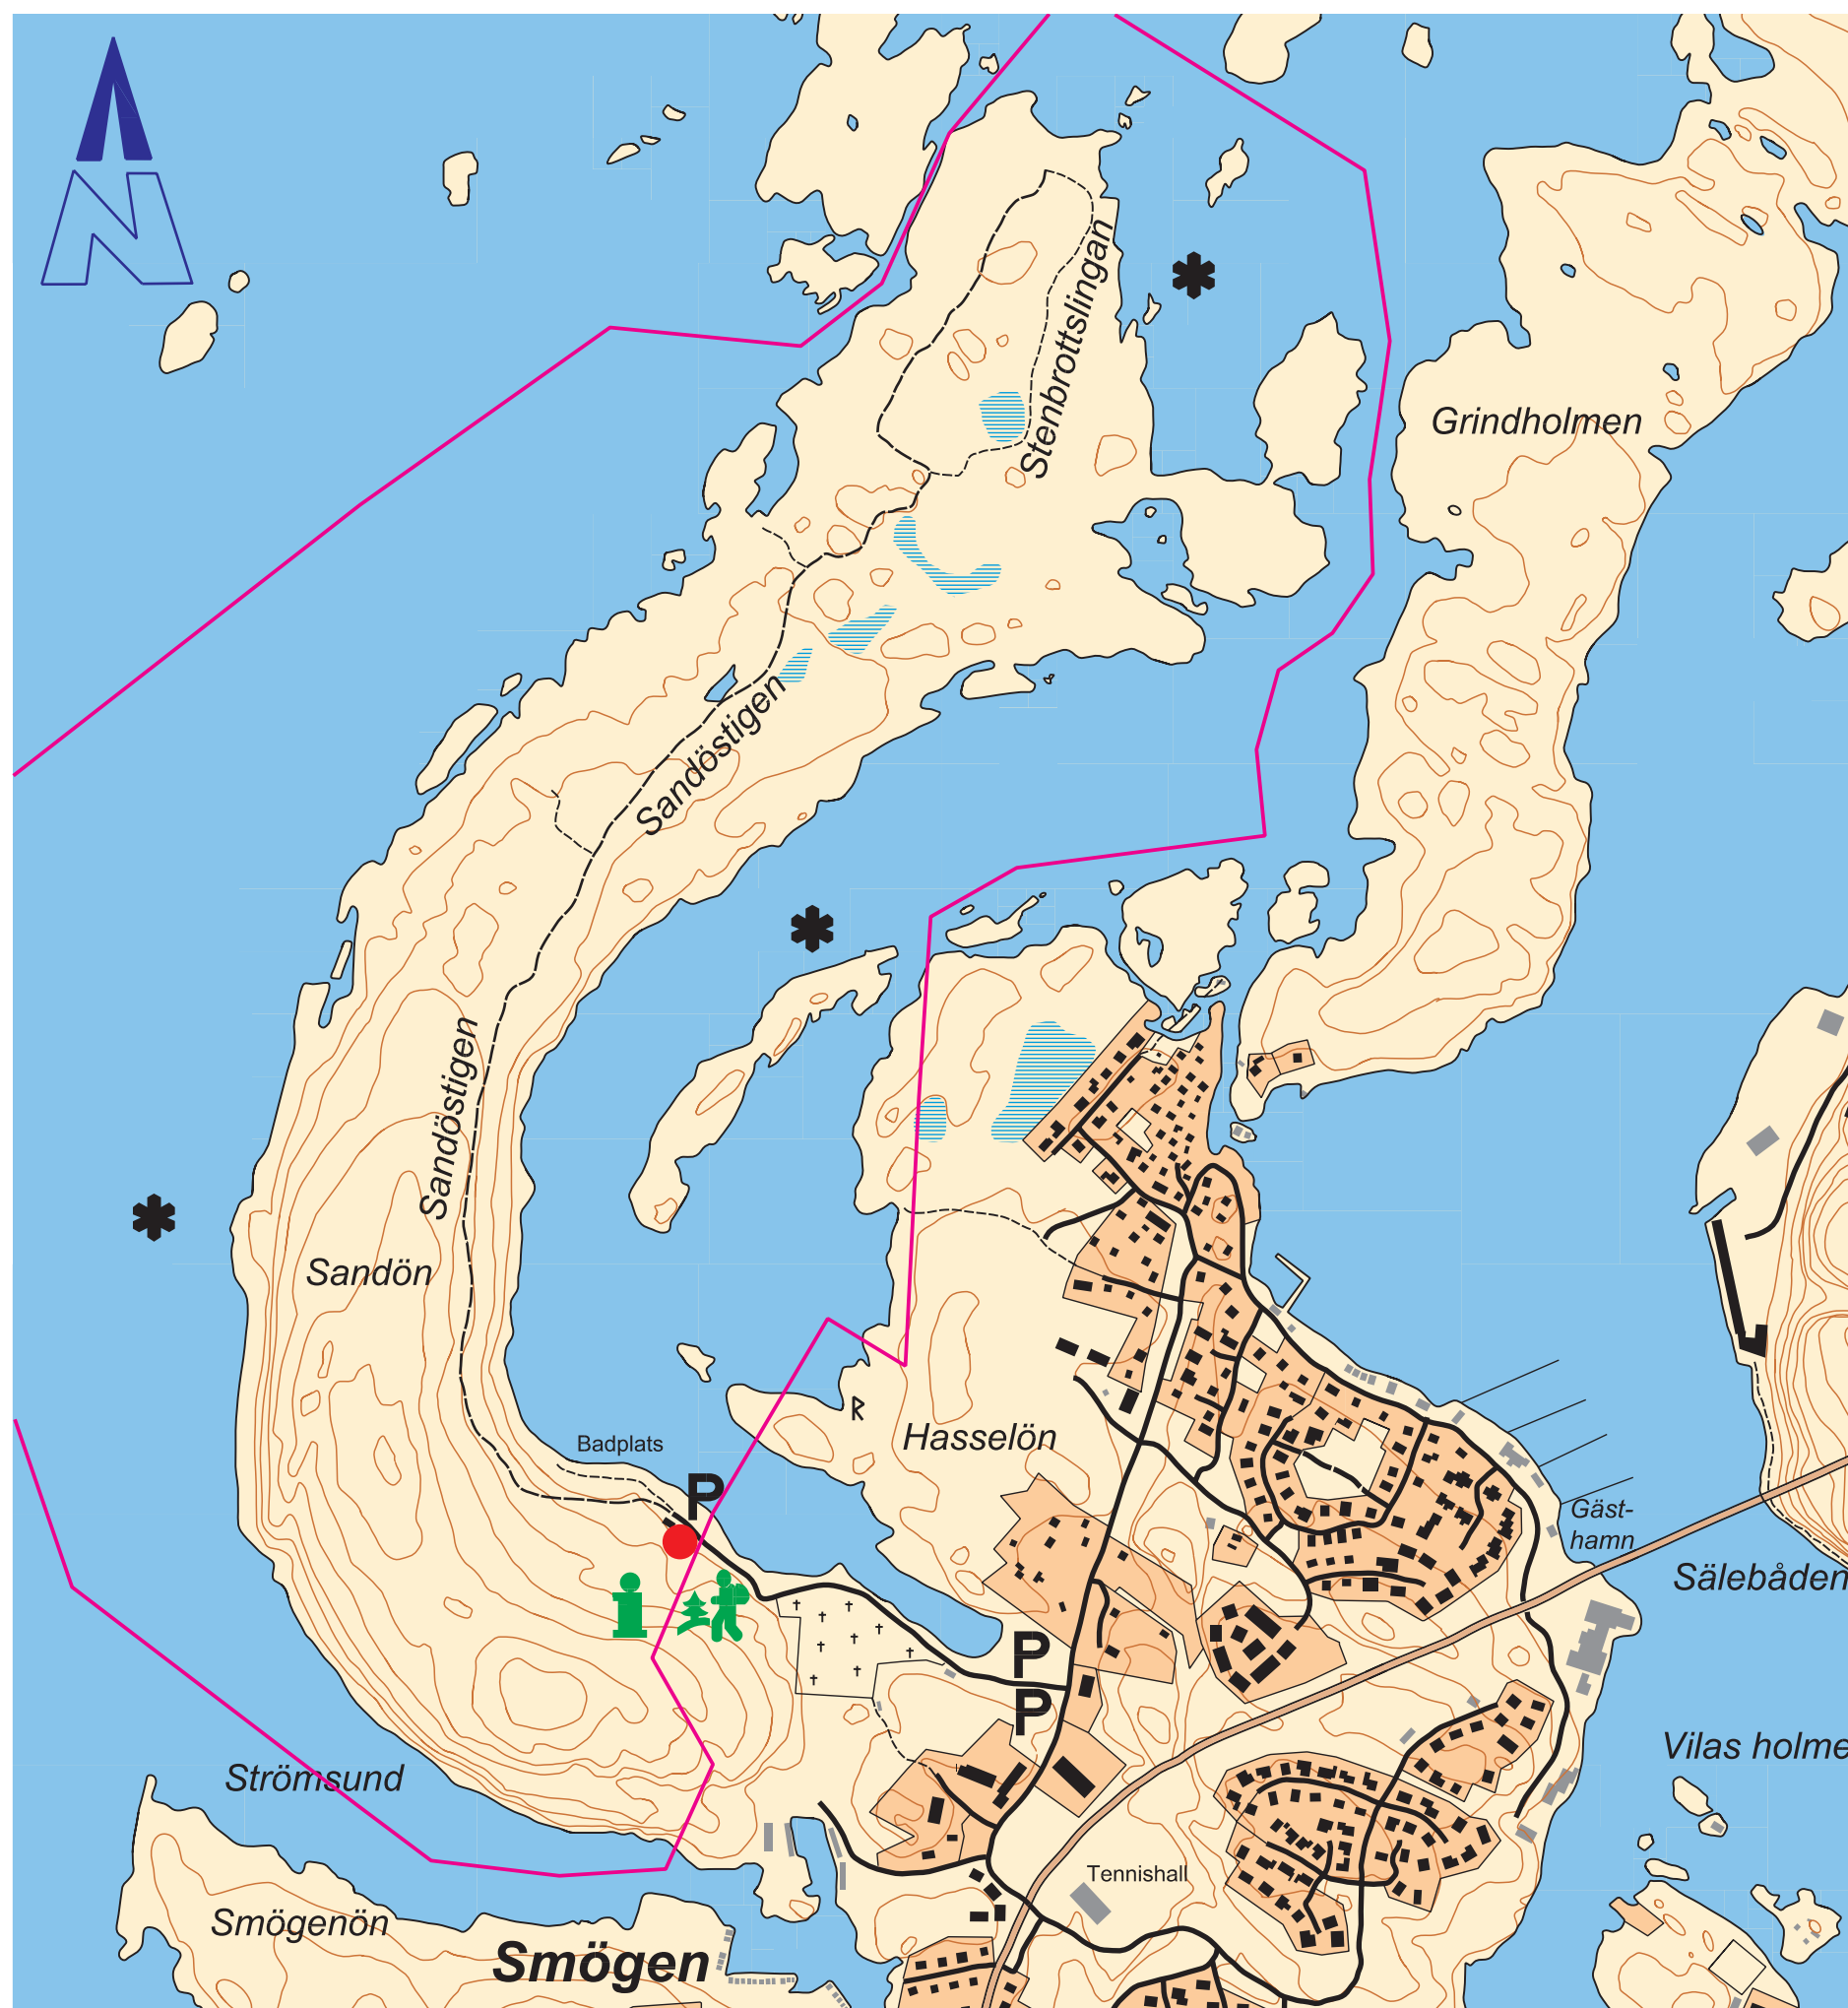 N
Stenbrottslingan
Grindholmen
Sandöstigen
Sandöstigen
Sandön
Badplats
P
R
Hasselön
Gäst-
hamn
Sälebåden
P
P
Vilas holme
Strömsund
Tennishall
Smögenön
Smögen